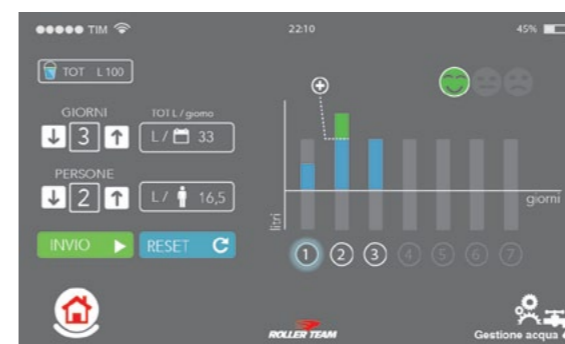 TIM 22:10 45%
TOT L 100
GIORNI TOT L / giorno
3 L / 33
PERSONE
2 L / 16,5
INVIO RESET
litri
giorni
1 2 3 4 5 6 7
ROLLER TEAM
Gestione acqua